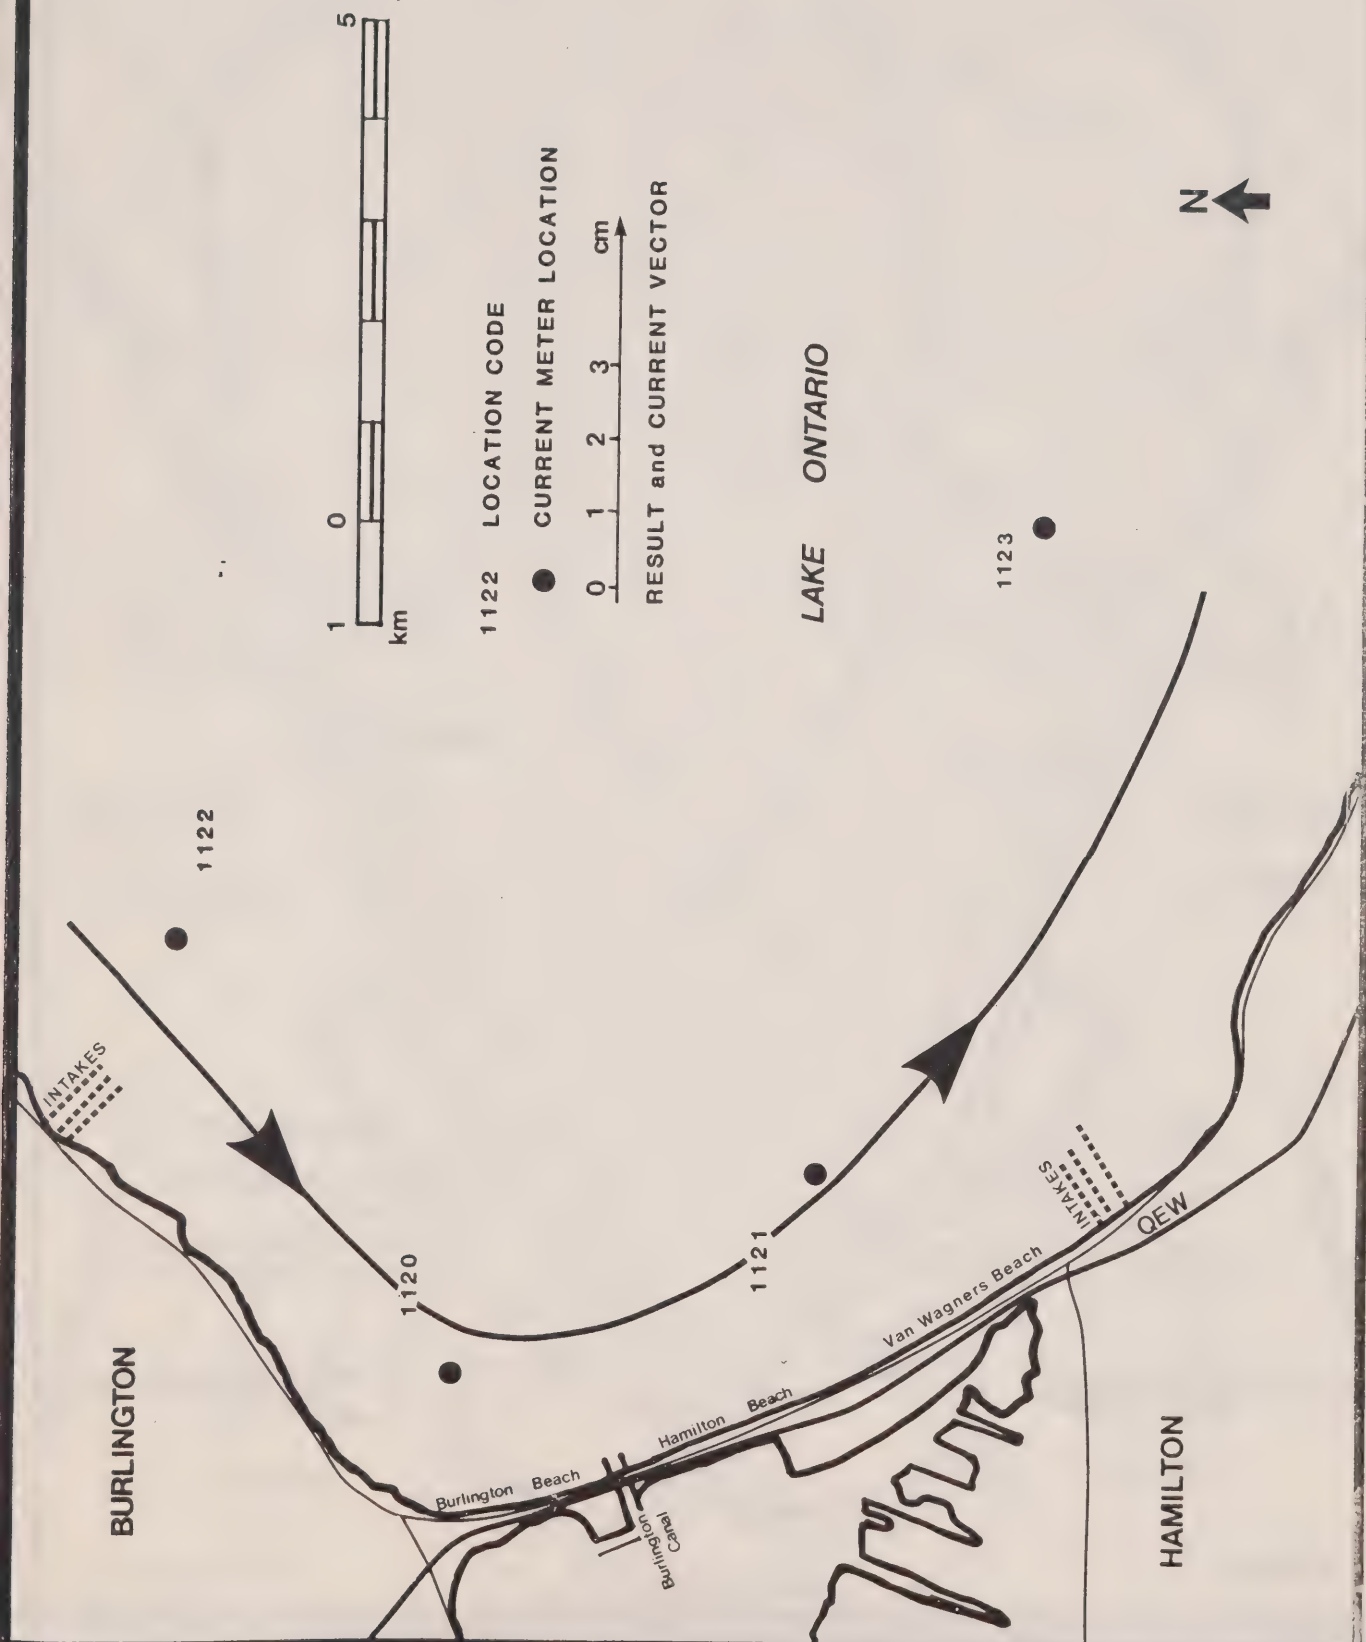 BURLINGTON
INTAKES
1122
1120
Burlington Beach
Burlington
Canal
Hamilton Beach
1121
Van Wagners Beach
INTAKES
QEW
HAMILTON
1 0 5
km
1122 LOCATION CODE
CURRENT METER LOCATION
0 1 2 3 cm
RESULT and CURRENT VECTOR
LAKE ONTARIO
1123
N